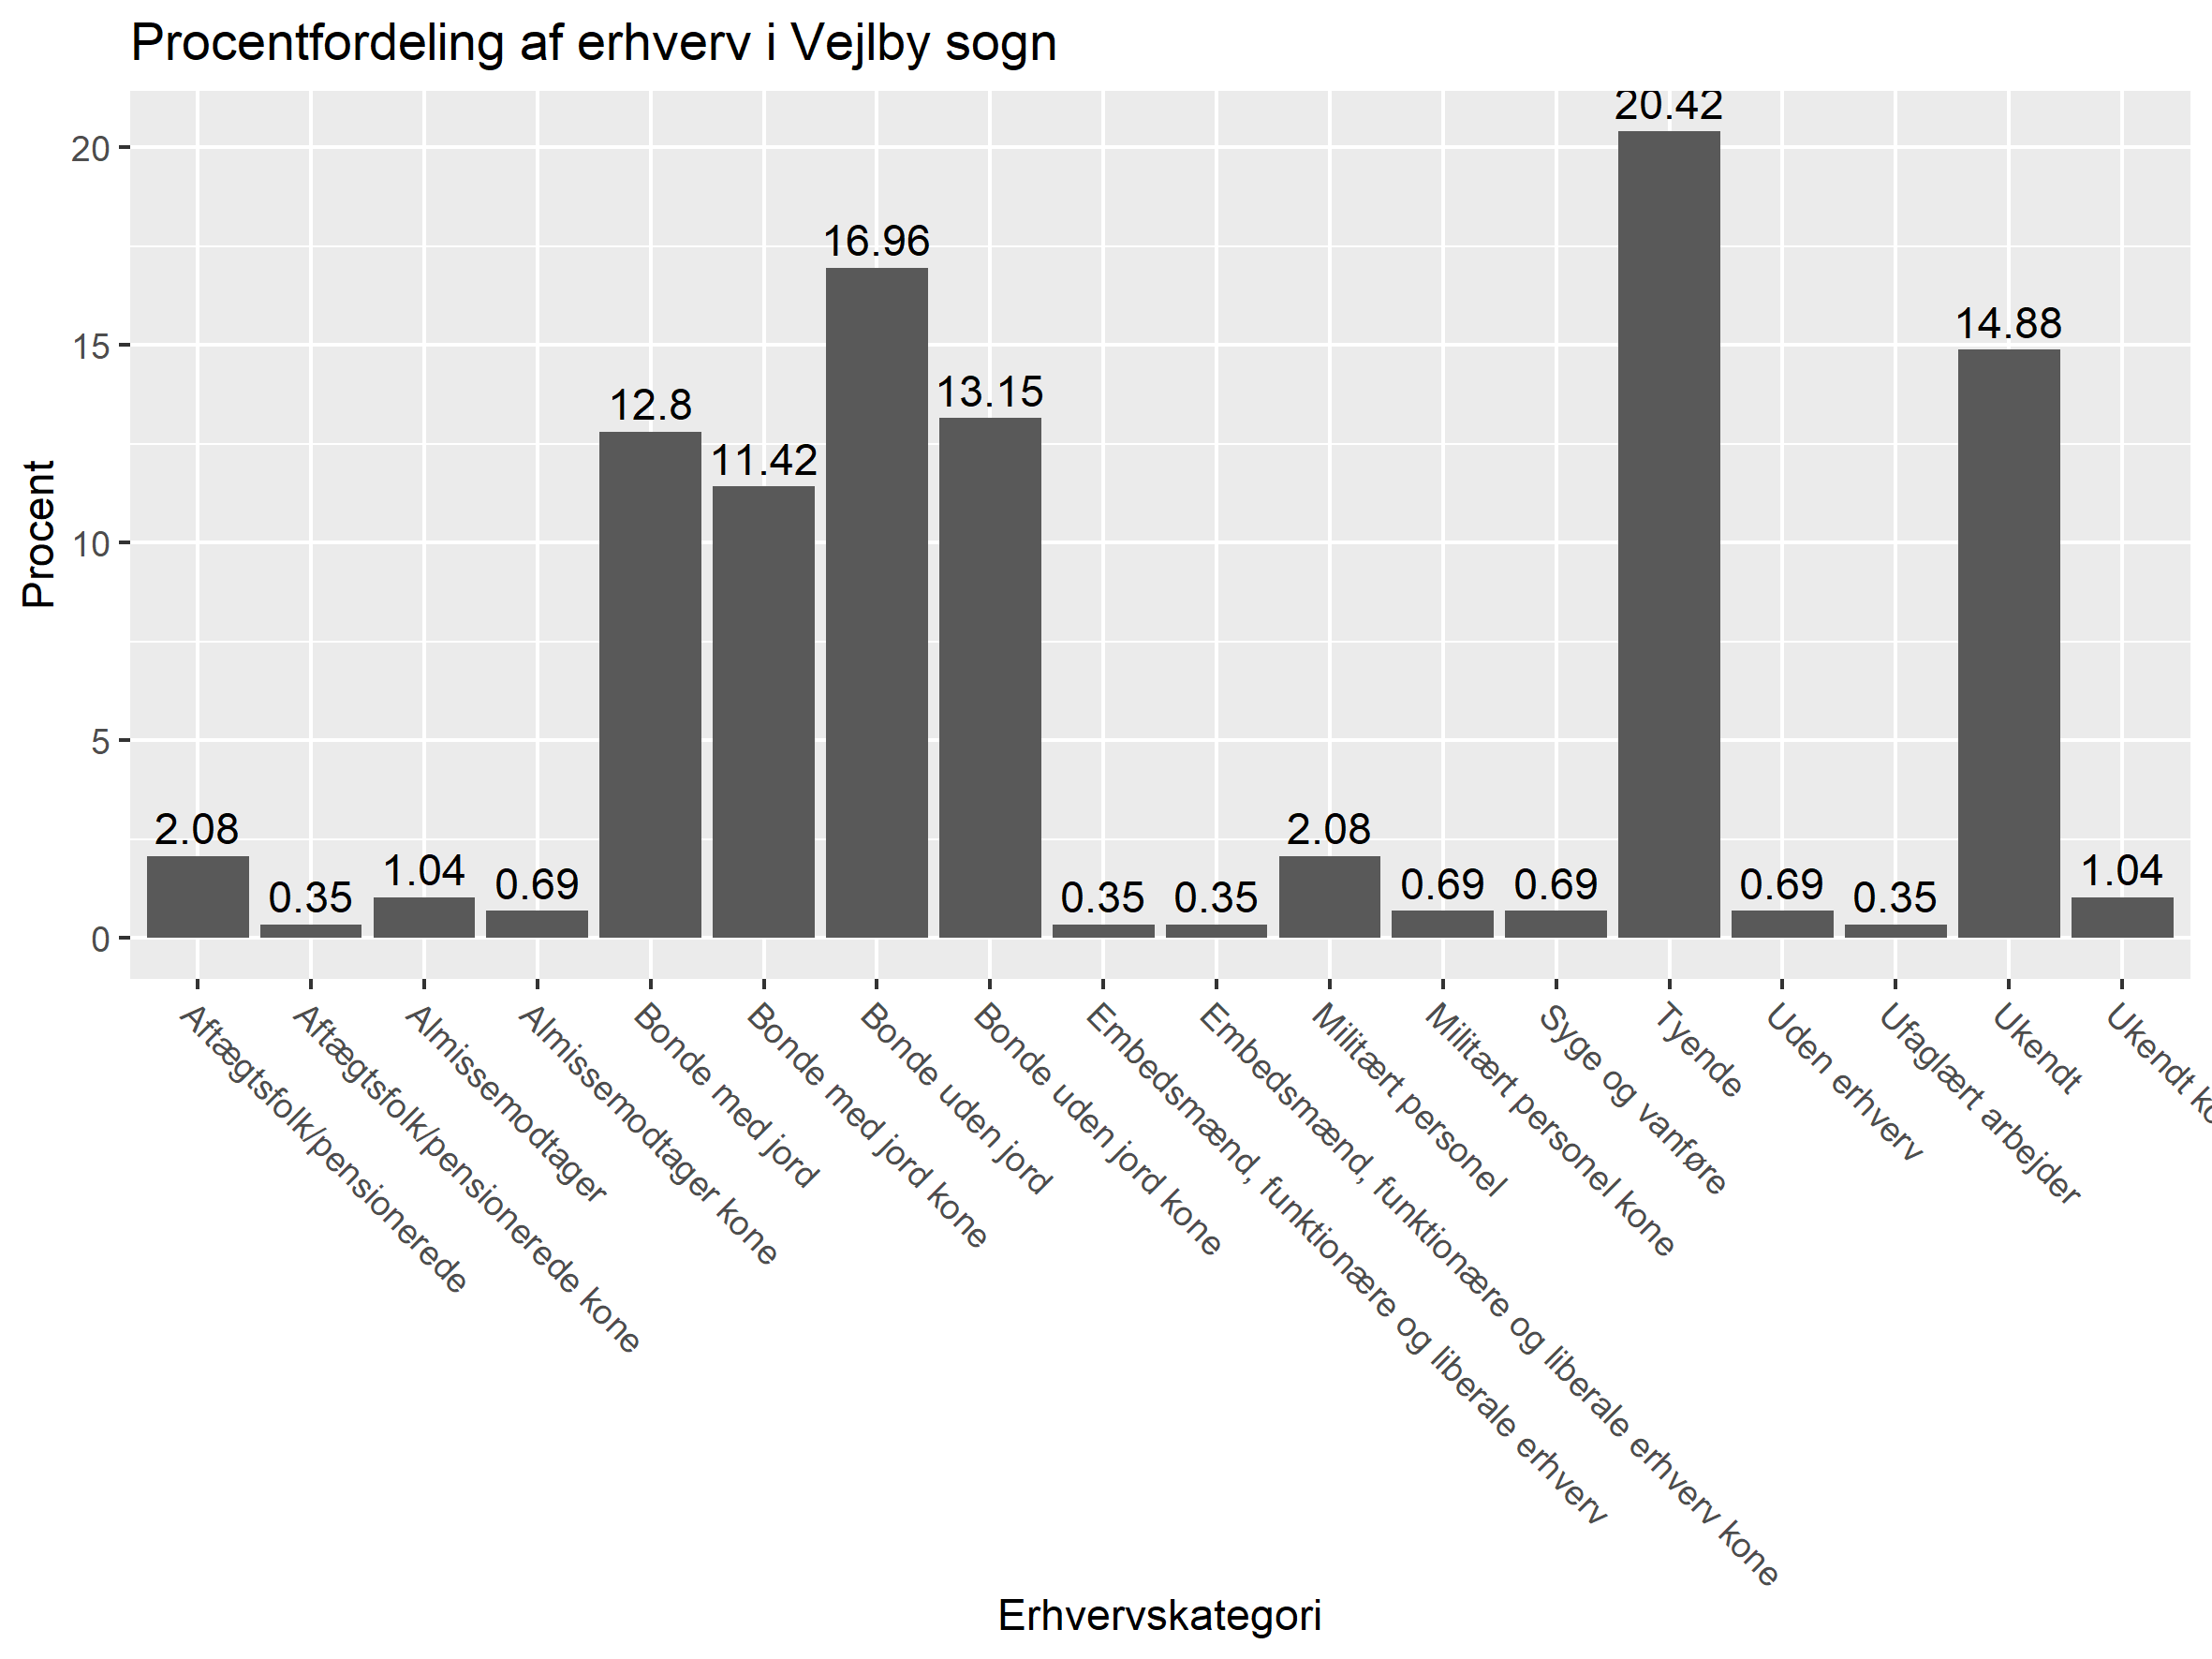 Procentfordeling af erhverv i Vejlby sogn
Procent
20
15
10
5
0
2.08
0.35
1.04
0.69
12.8
11.42
16.96
13.15
0.35
0.35
2.08
0.69
0.69
20.42
0.69
0.35
14.88
1.04
Aftægtsfolk/pensionerede
Aftægtsfolk/pensionerede kone
Almissemodtager
Almissemodtager kone
Bonde med jord
Bonde med jord kone
Bonde uden jord
Bonde uden jord kone
Embedsmænd, funktionære og liberale erhverv
Embedsmænd, funktionære og liberale erhverv kone
Militært personel
Militært personel kone
Syge og vanføre
Tyende
Uden erhverv
Ufaglært arbejder
Ukendt
Ukendt
Erhvervskategori